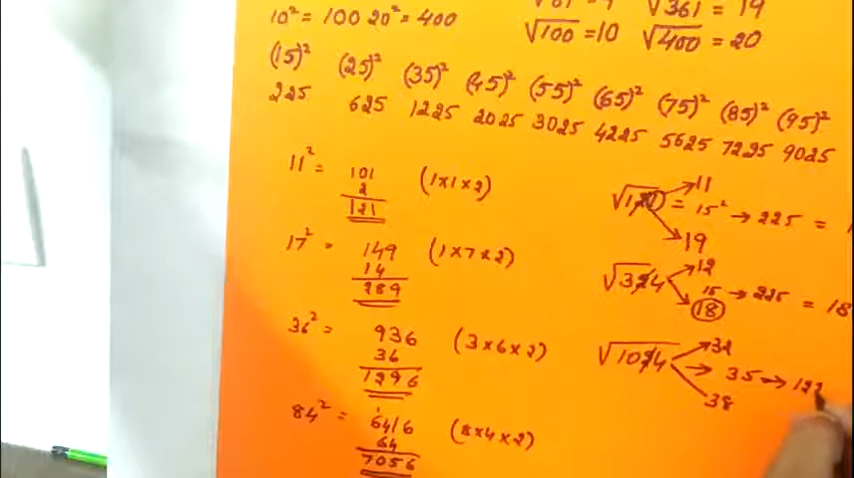 10² = 100 20² = 400
√361 = 19
√100 = 10 √400 = 20
(15)² (25)² (35)² (45)² (55)² (65)² (75)² (85)² (95)²
225 625 1225 2025 3025 4225 5625 7225 9025
11² = 101 (1×1×2)
2
121
17² = 149 (1×7×2)
14
289
36² = 936 (3×6×2)
36
1296
84² = 6416 (8×4×2)
64
7056
11
= 15² → 225 =
19
√324 12
15 → 225 = 18
18
√1024 32
→ 35 →
38